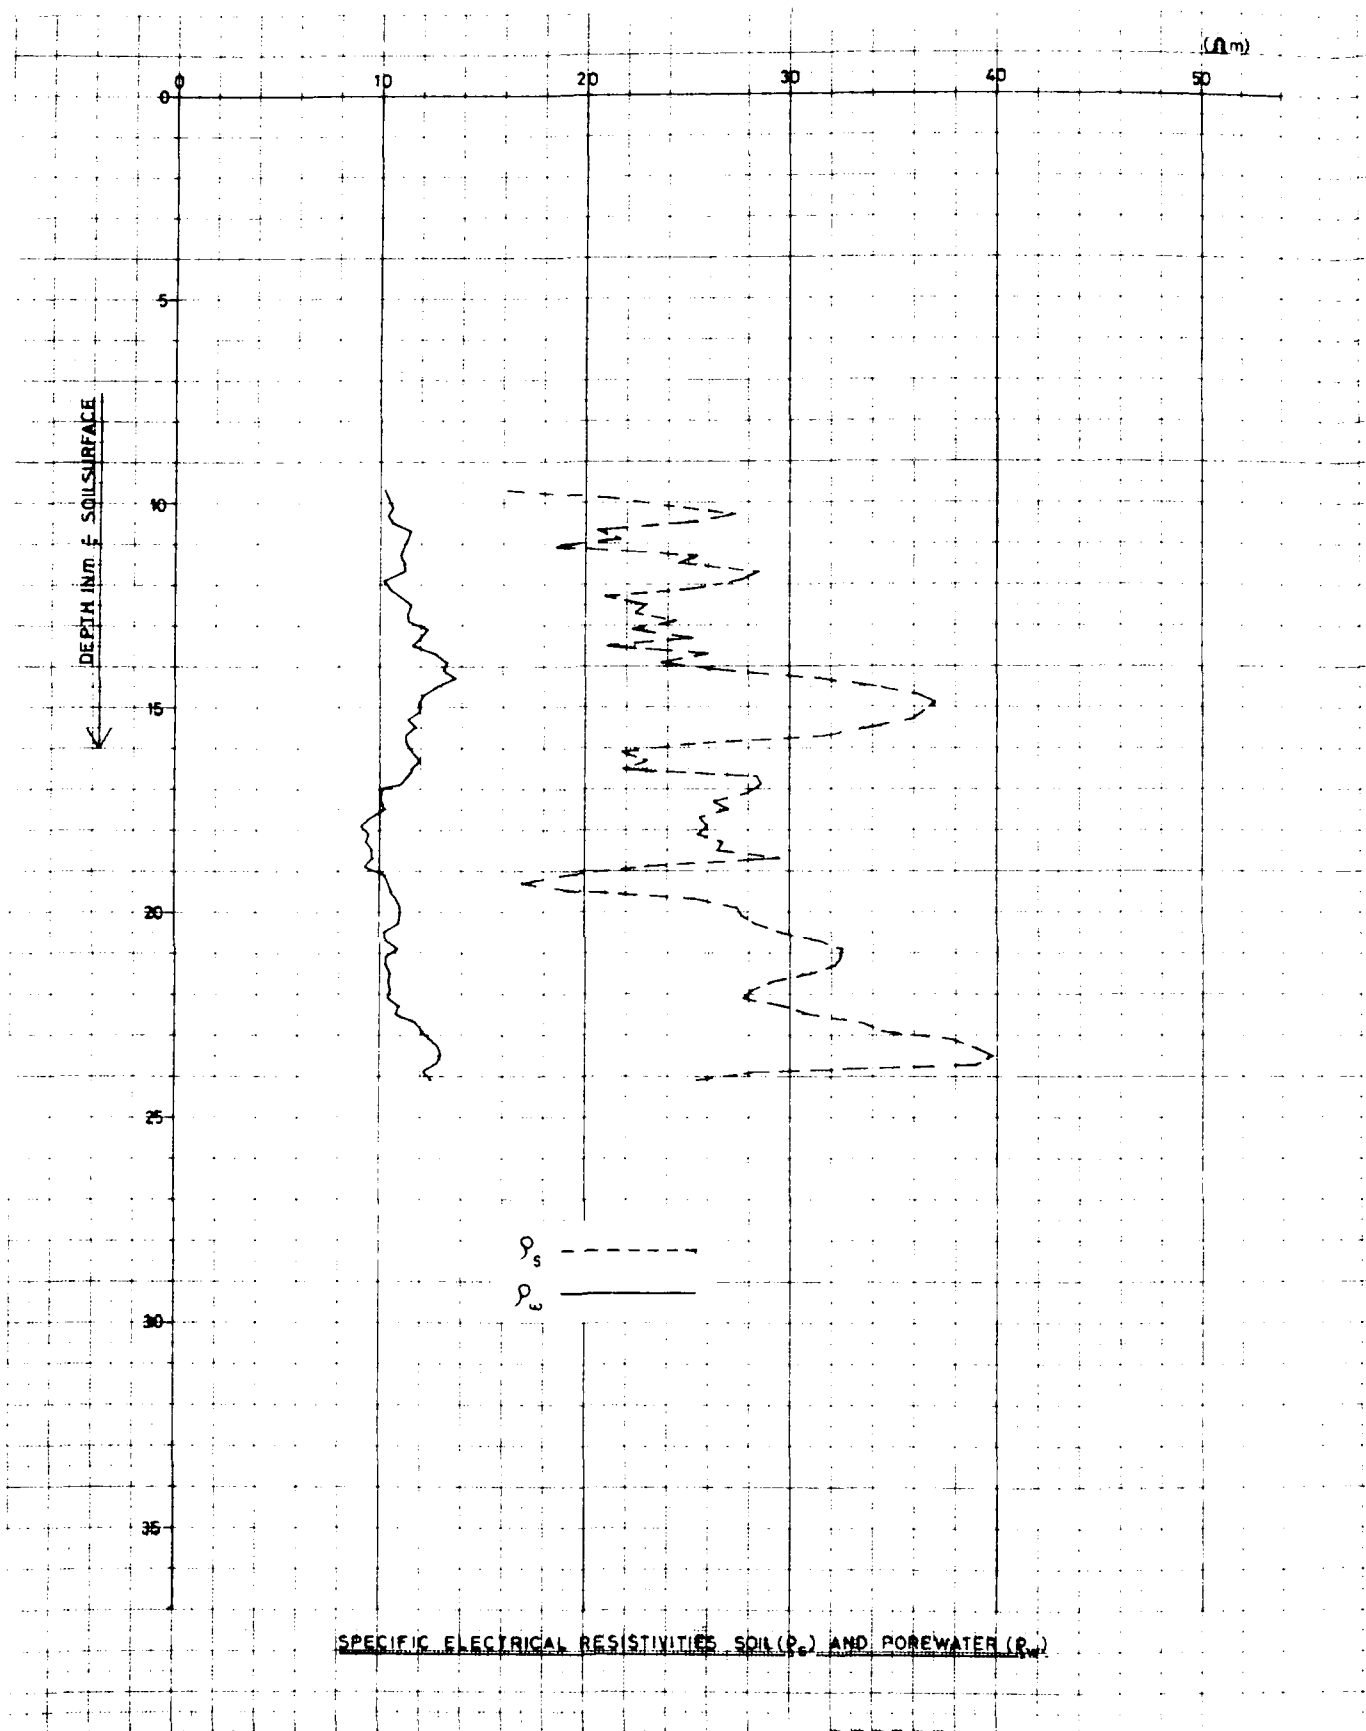 (Ωm)
0 10 20 30 40 50
0
5
10
15
20
25
30
35
DEPTH IN m ÷ SOILSURFACE
ρs
ρω
SPECIFIC ELECTRICAL RESISTIVITIES SOIL (ρs) AND POREWATER (ρw)